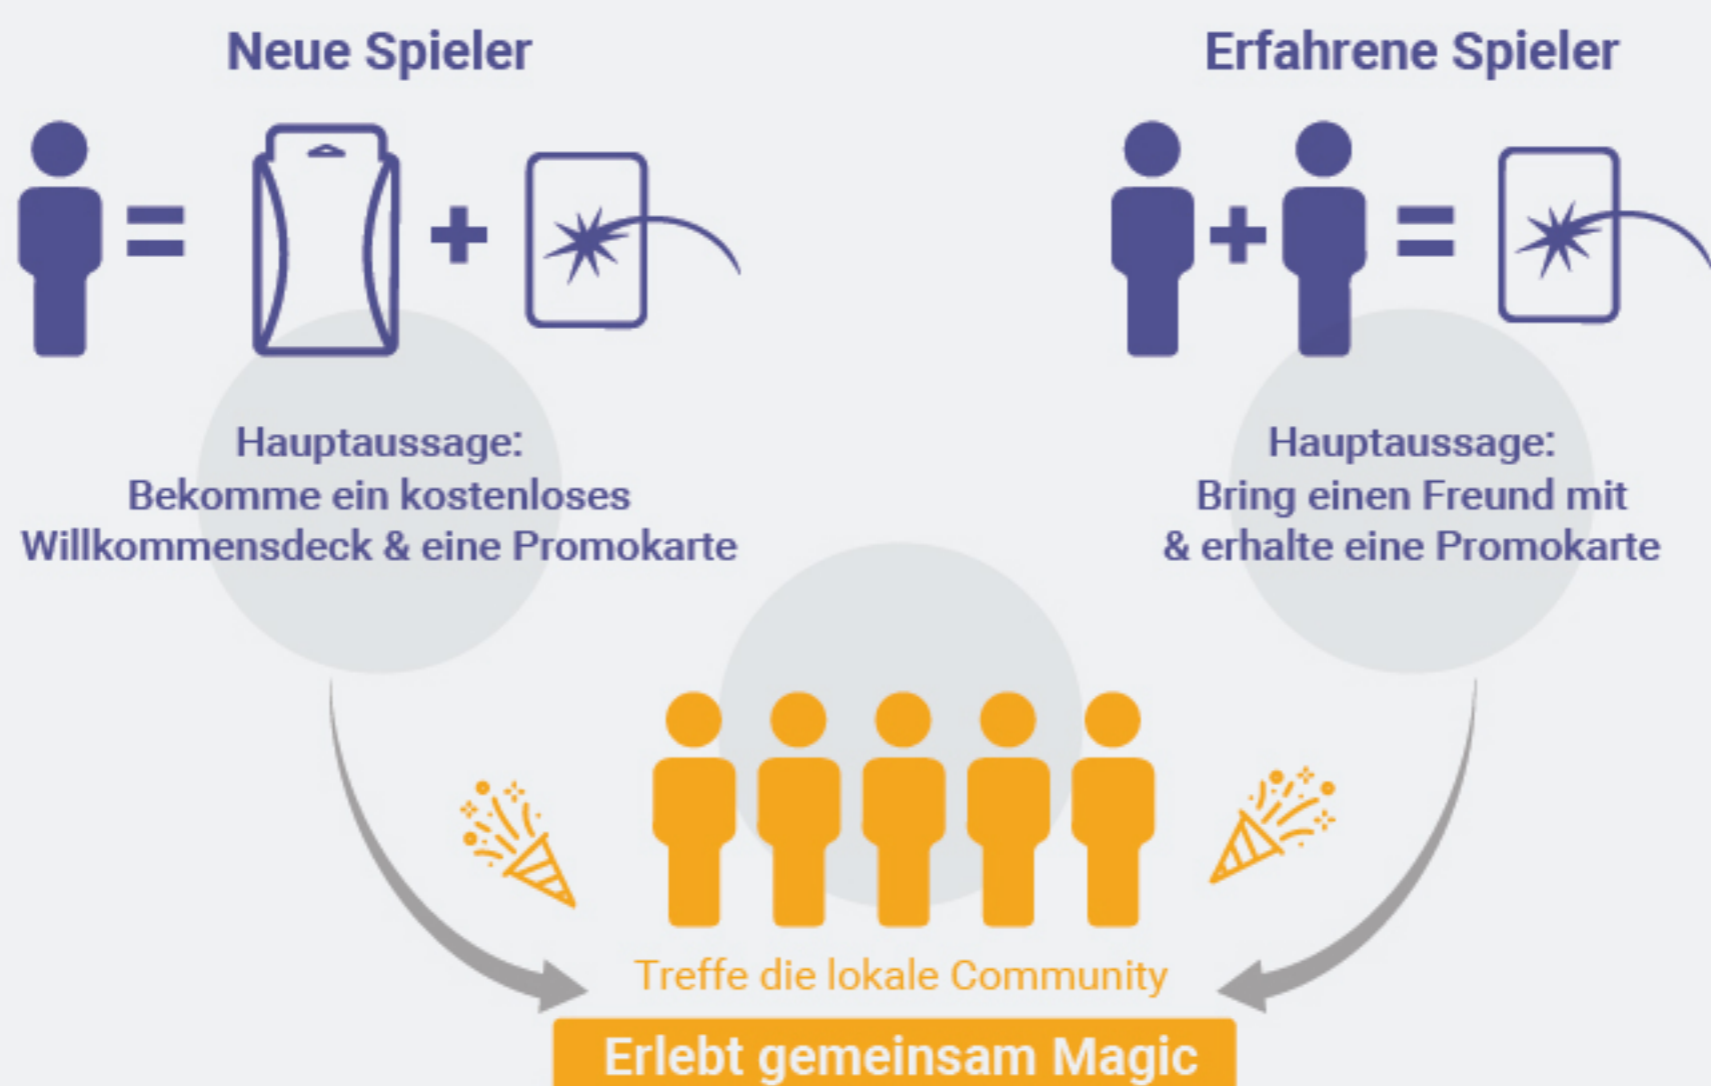 Neue Spieler
Hauptaussage:
Bekomme ein kostenloses
Willkommensdeck & eine Promokarte
Erfahrene Spieler
Hauptaussage:
Bring einen Freund mit
& erhalte eine Promokarte
Treffe die lokale Community
Erlebt gemeinsam Magic